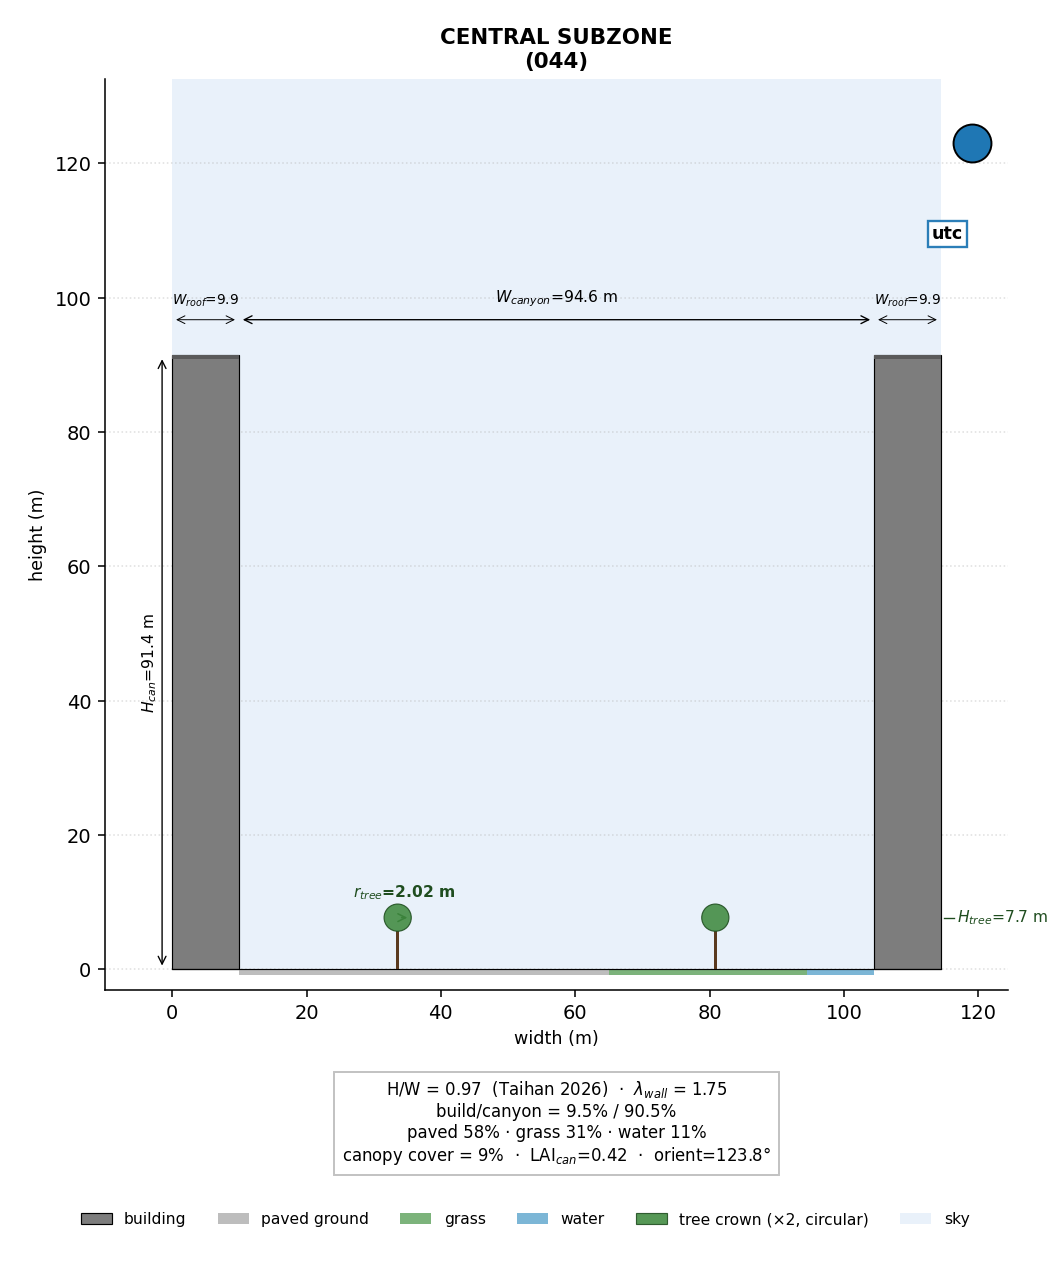 CENTRAL SUBZONE
(044)
120
100
80
60
40
20
0
height (m)
utc
W_roof=9.9
W_canyon=94.6 m
W_roof=9.9
H_can=91.4 m
r_tree=2.02 m
H_tree=7.7 m
0 20 40 60 80 100 120
width (m)
H/W = 0.97 (Taihan 2026) · λ_wall = 1.75
build/canyon = 9.5% / 90.5%
paved 58% · grass 31% · water 11%
canopy cover = 9% · LAI_can=0.42 · orient=123.8°
building paved ground grass water tree crown (×2, circular) sky